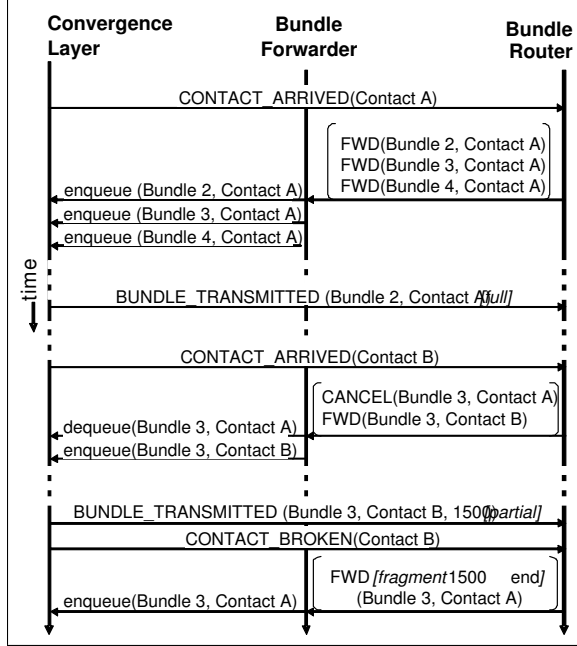 Convergence Layer
Bundle Forwarder
Bundle Router
CONTACT_ARRIVED(Contact A)
FWD(Bundle 2, Contact A)
FWD(Bundle 3, Contact A)
FWD(Bundle 4, Contact A)
enqueue (Bundle 2, Contact A)
enqueue (Bundle 3, Contact A)
enqueue (Bundle 4, Contact A)
time
BUNDLE_TRANSMITTED (Bundle 2, Contact A)[full]
CONTACT_ARRIVED(Contact B)
CANCEL(Bundle 3, Contact A)
FWD(Bundle 3, Contact B)
dequeue(Bundle 3, Contact A)
enqueue(Bundle 3, Contact B)
BUNDLE_TRANSMITTED (Bundle 3, Contact B, 1500)[partial]
CONTACT_BROKEN(Contact B)
FWD[fragment1500 end]
(Bundle 3, Contact A)
enqueue(Bundle 3, Contact A)